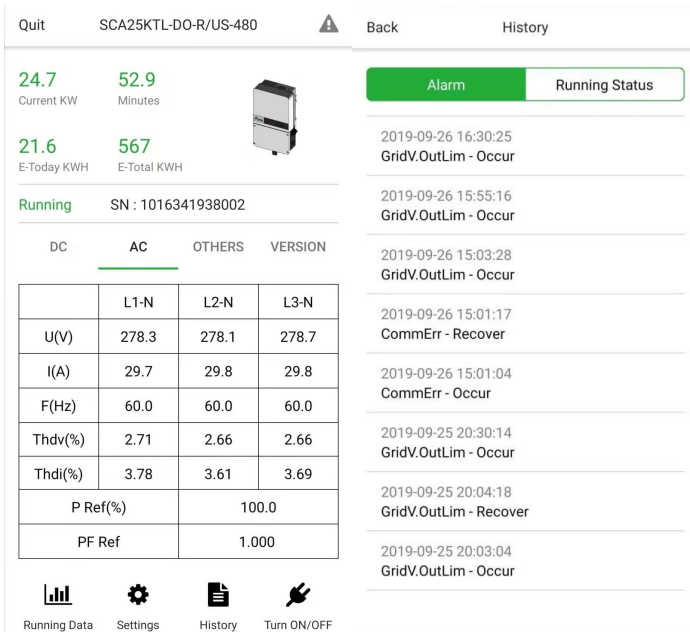 Quit SCA25KTL-DO-R/US-480
24.7 52.9
Current KW Minutes
21.6 567
E-Today KWH E-Total KWH
Running SN : 1016341938002
DC AC OTHERS VERSION
L1-N L2-N L3-N
U(V) 278.3 278.1 278.7
I(A) 29.7 29.8 29.8
F(Hz) 60.0 60.0 60.0
Thdv(%) 2.71 2.66 2.66
Thdi(%) 3.78 3.61 3.69
P Ref(%) 100.0
PF Ref 1.000
Running Data Settings History Turn ON/OFF
Back History
Alarm Running Status
2019-09-26 16:30:25
GridV.OutLim - Occur
2019-09-26 15:55:16
GridV.OutLim - Occur
2019-09-26 15:03:28
GridV.OutLim - Occur
2019-09-26 15:01:17
CommErr - Recover
2019-09-26 15:01:04
CommErr - Occur
2019-09-25 20:30:14
GridV.OutLim - Occur
2019-09-25 20:04:18
GridV.OutLim - Recover
2019-09-25 20:03:04
GridV.OutLim - Occur